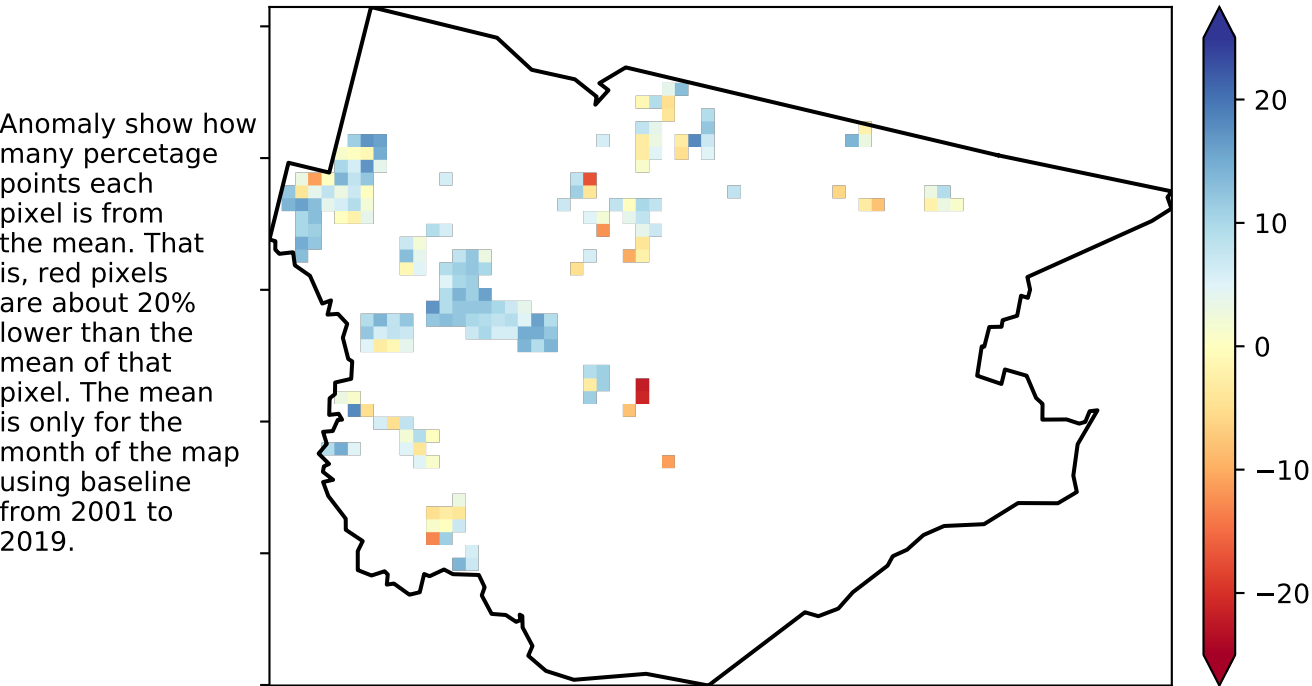 Anomaly show how
many percetage
points each
pixel is from
the mean. That
is, red pixels
are about 20%
lower than the
mean of that
pixel. The mean
is only for the
month of the map
using baseline
from 2001 to
2019.
20
10
0
−10
−20